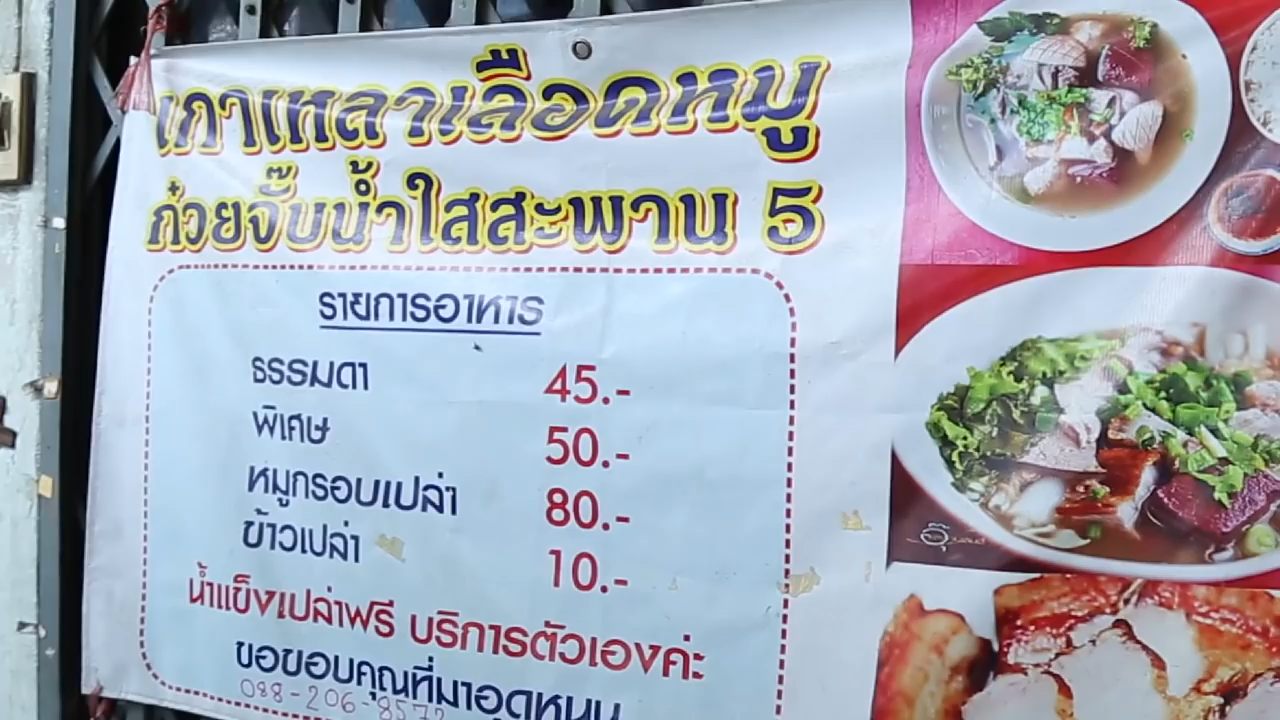 เกาเหลาเลือดหมู
ก๋วยจั๊บน้ำใสสะพาน 5
รายการอาหาร
ธรรมดา 45.-
พิเศษ 50.-
หมูกรอบเปล่า 80.-
ข้าวเปล่า 10.-
น้ำแข็งเปล่าฟรี บริการตัวเองค่ะ
ขอขอบคุณที่มาอุดหนุน
088-206-8572